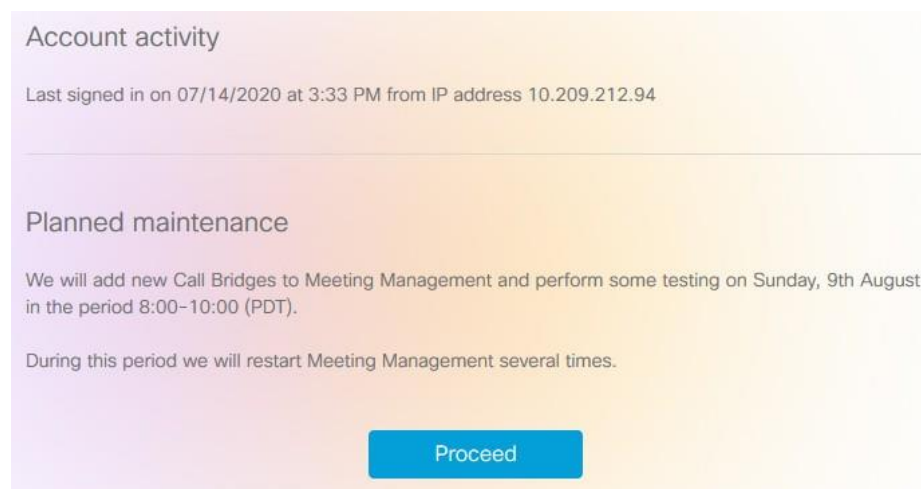 Account activity
Last signed in on 07/14/2020 at 3:33 PM from IP address 10.209.212.94
Planned maintenance
We will add new Call Bridges to Meeting Management and perform some testing on Sunday, 9th August
in the period 8:00-10:00 (PDT).
During this period we will restart Meeting Management several times.
Proceed